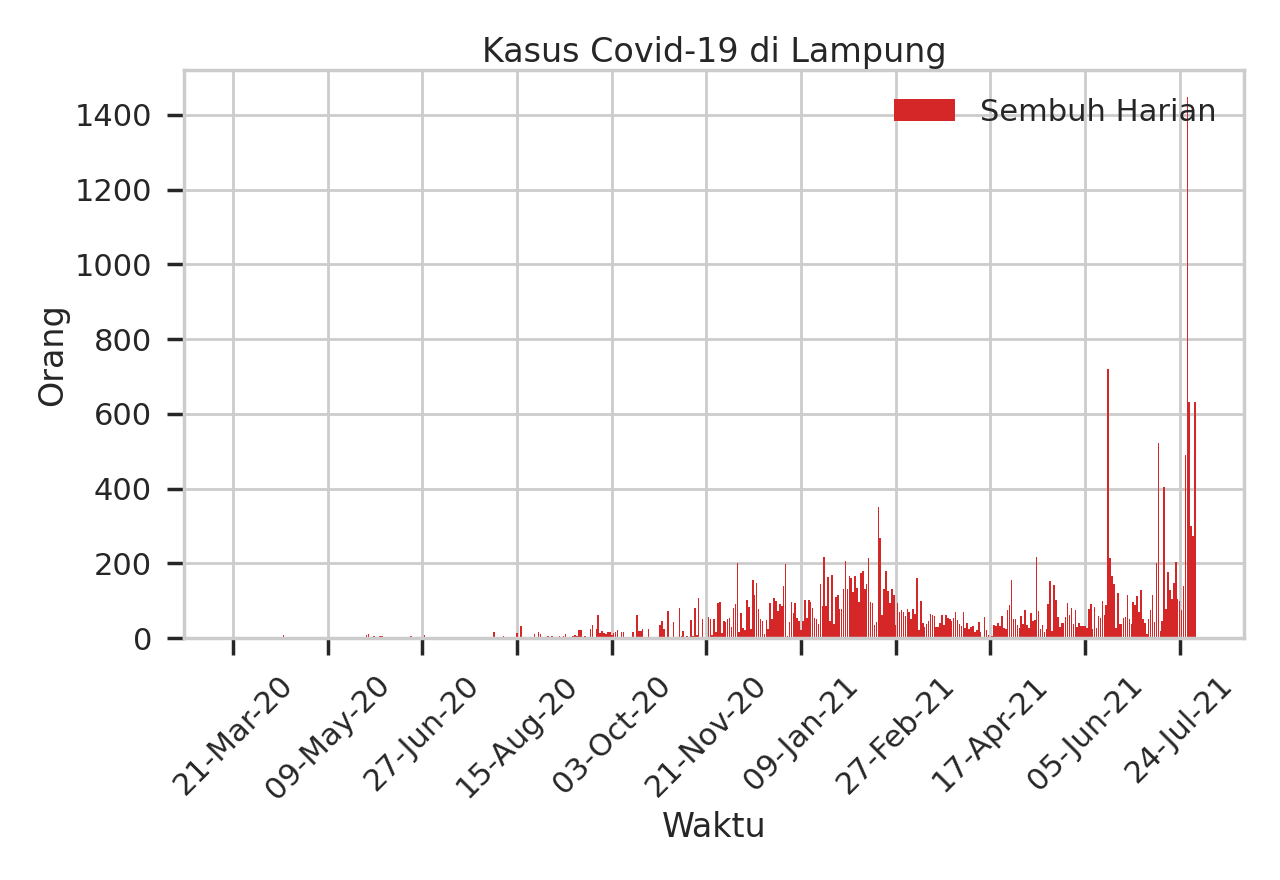 Kasus Covid-19 di Lampung
Sembuh Harian
1400
1200
1000
800
600
400
200
0
Orang
21-Mar-20
09-May-20
27-Jun-20
15-Aug-20
03-Oct-20
21-Nov-20
09-Jan-21
27-Feb-21
17-Apr-21
05-Jun-21
24-Jul-21
Waktu